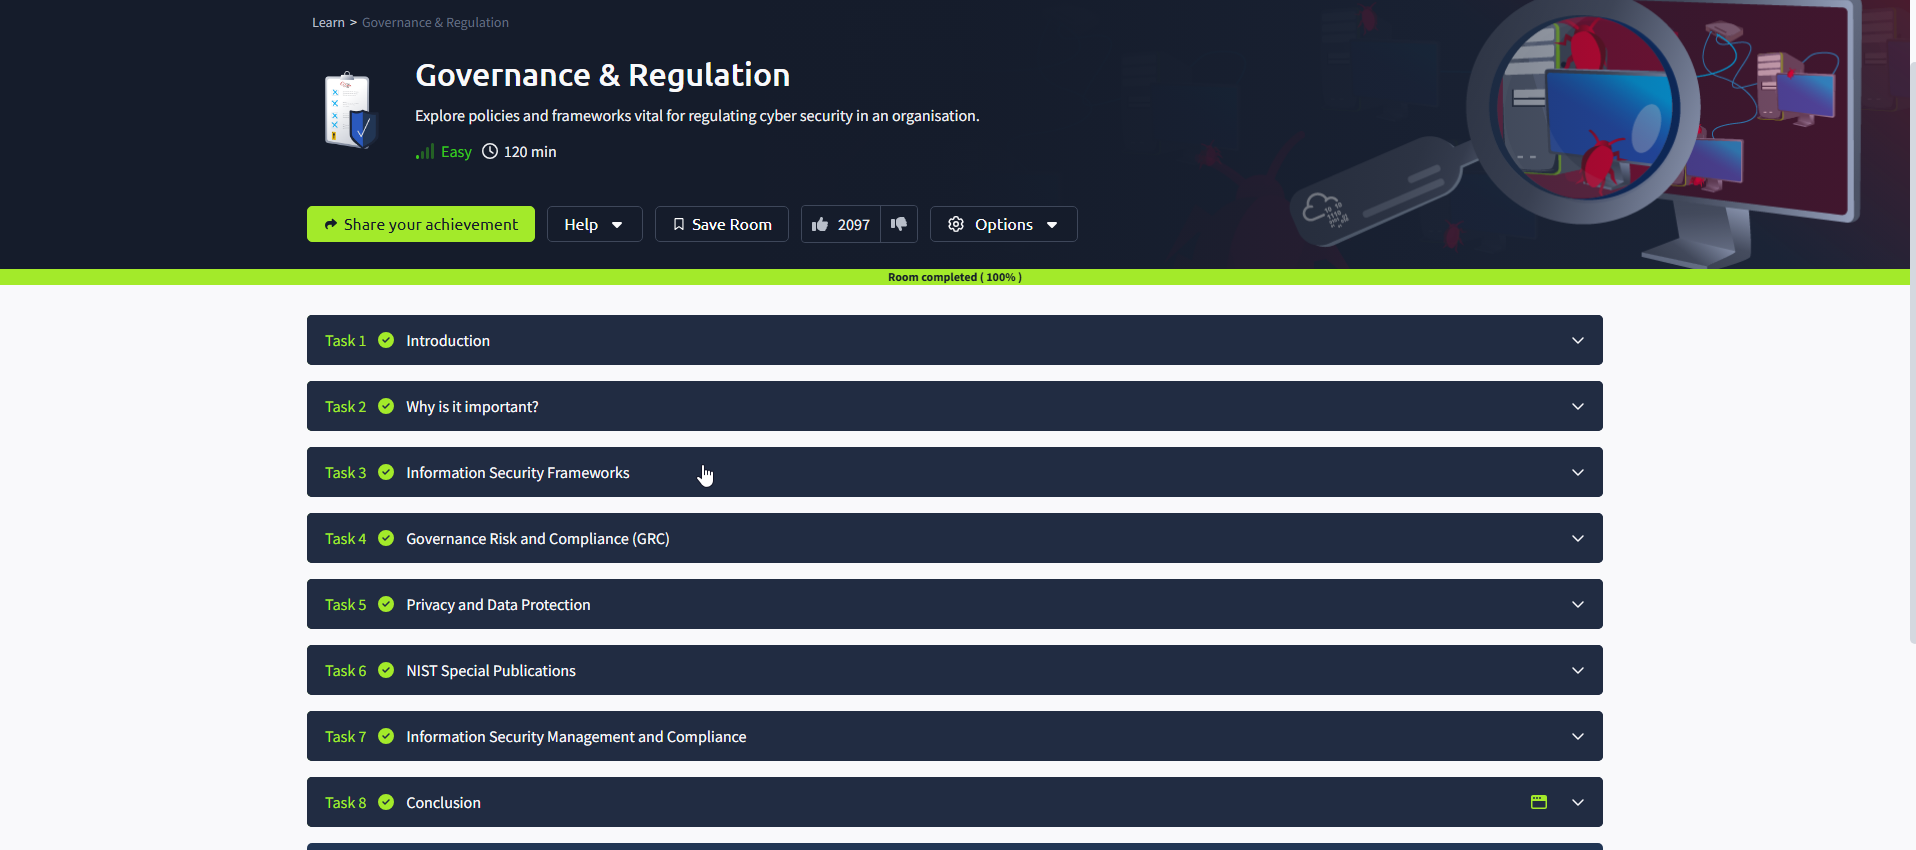 Learn > Governance & Regulation
Governance & Regulation
Explore policies and frameworks vital for regulating cyber security in an organisation.
Easy 120 min
Share your achievement Help Save Room 2097 Options
Room completed ( 100% )
Task 1 Introduction
Task 2 Why is it important?
Task 3 Information Security Frameworks
Task 4 Governance Risk and Compliance (GRC)
Task 5 Privacy and Data Protection
Task 6 NIST Special Publications
Task 7 Information Security Management and Compliance
Task 8 Conclusion